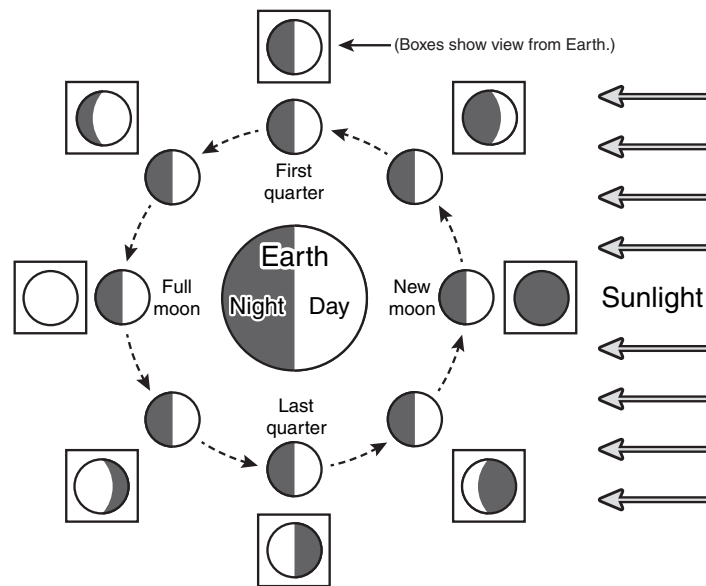 (Boxes show view from Earth.)
First
quarter
Earth
Night
Day
Full
moon
New
moon
Sunlight
Last
quarter